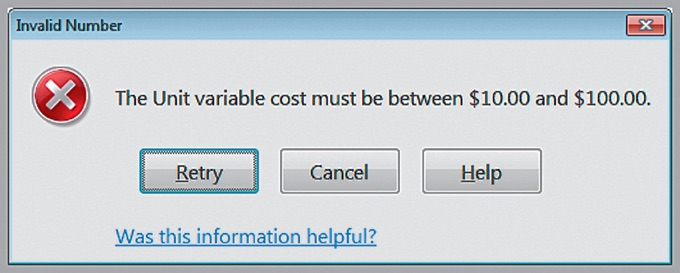 Invalid Number
The Unit variable cost must be between $10.00 and $100.00.
Retry Cancel Help
Was this information helpful?